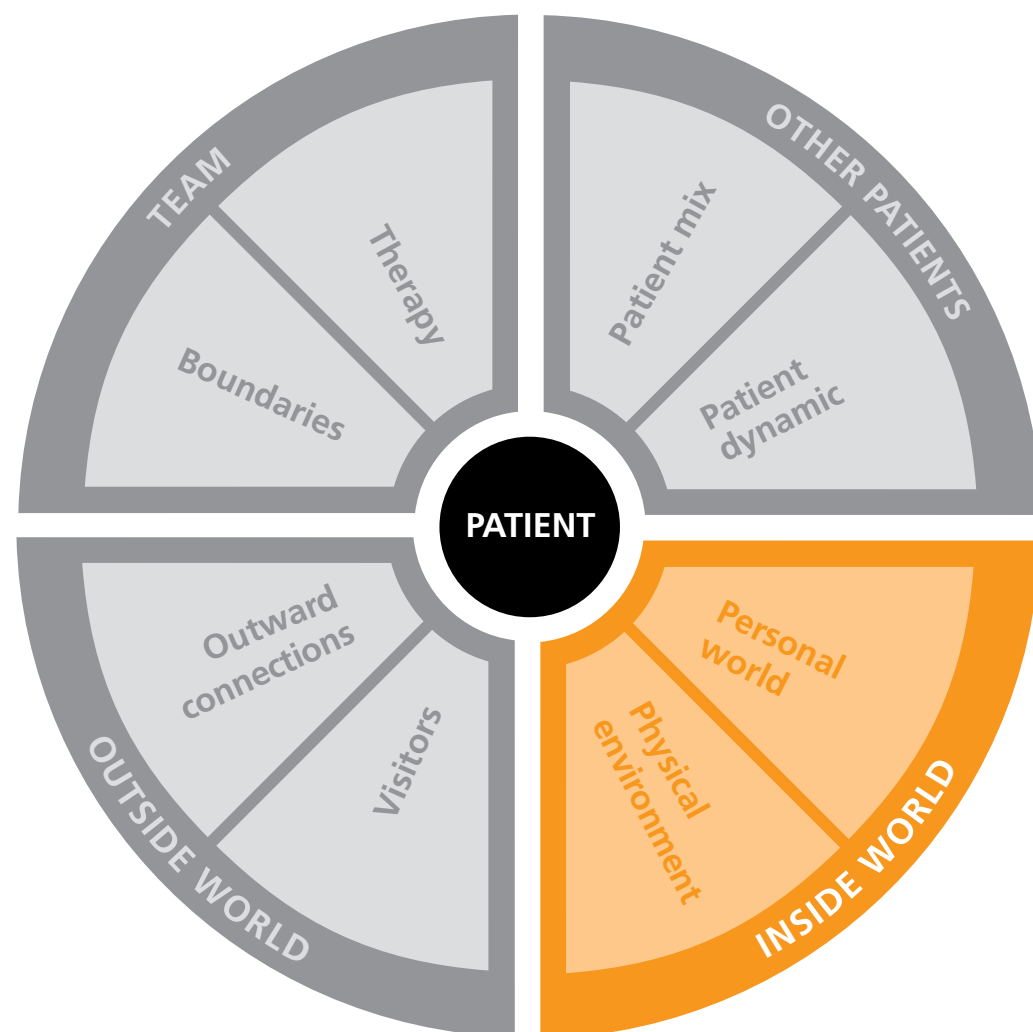 TEAM
Therapy
Boundaries
OTHER PATIENTS
Patient mix
Patient
dynamic
PATIENT
Outward
connections
Visitors
OUTSIDE WORLD
Personal
world
Physical
environment
INSIDE WORLD